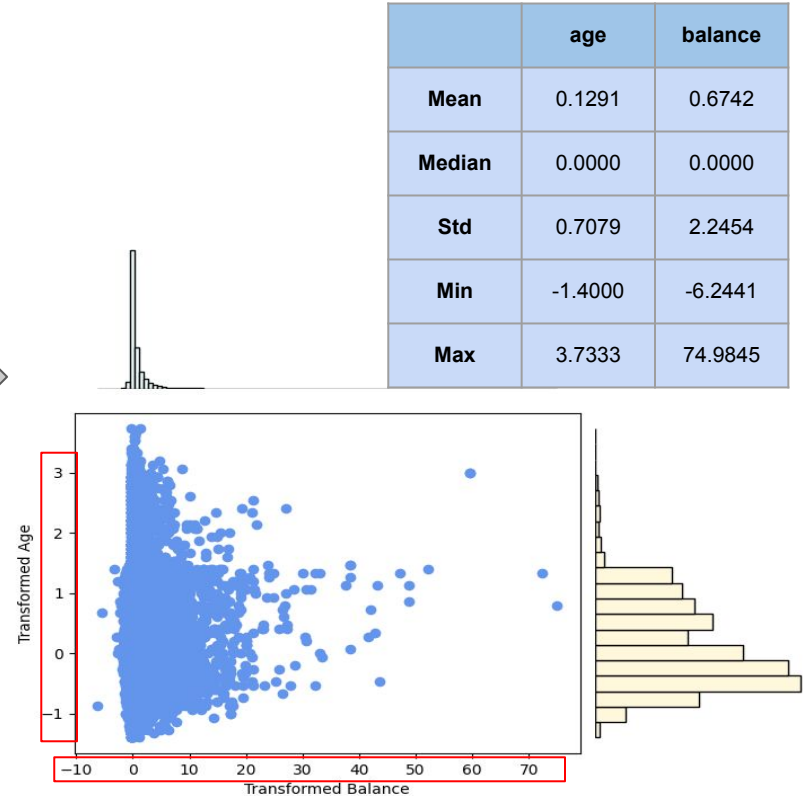 age balance
Mean 0.1291 0.6742
Median 0.0000 0.0000
Std 0.7079 2.2454
Min -1.4000 -6.2441
Max 3.7333 74.9845
3
2
1
0
−1
Transformed Age
−10 0 10 20 30 40 50 60 70
Transformed Balance